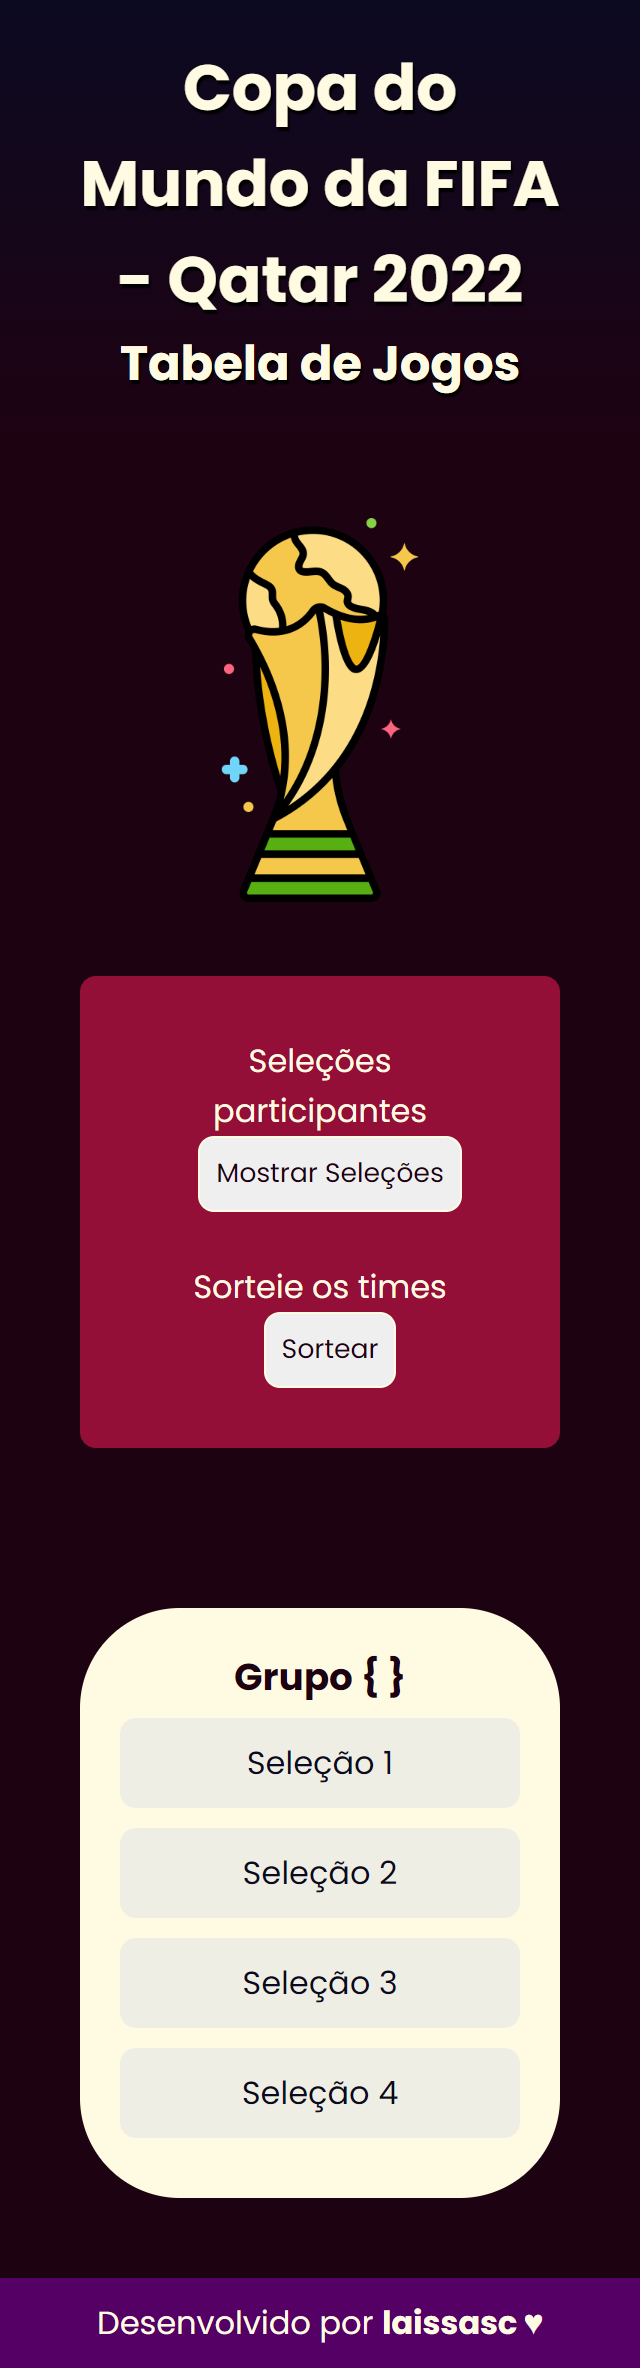 Copa do
Mundo da FIFA
- Qatar 2022
Tabela de Jogos
Seleções
participantes
Mostrar Seleções
Sorteie os times
Sortear
Grupo { }
Seleção 1
Seleção 2
Seleção 3
Seleção 4
Desenvolvido por laissasc ♥